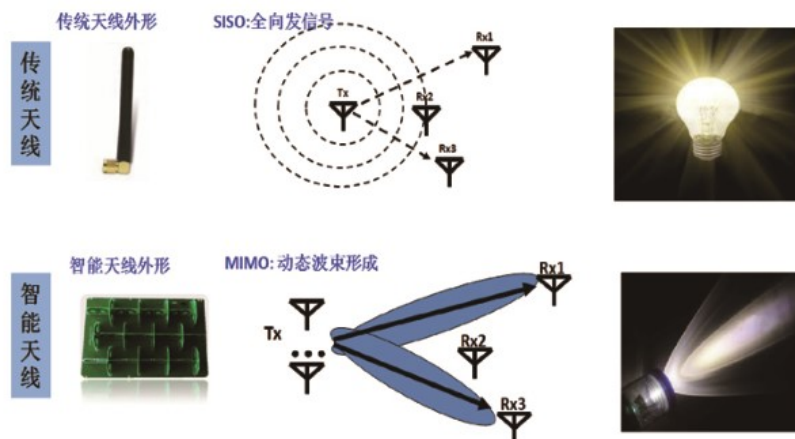 传统天线外形
SISO:全向发信号
传统天线
Tx
Rx1
Rx2
Rx3
智能天线外形
MIMO:动态波束形成
智能天线
Tx
Rx1
Rx2
Rx3